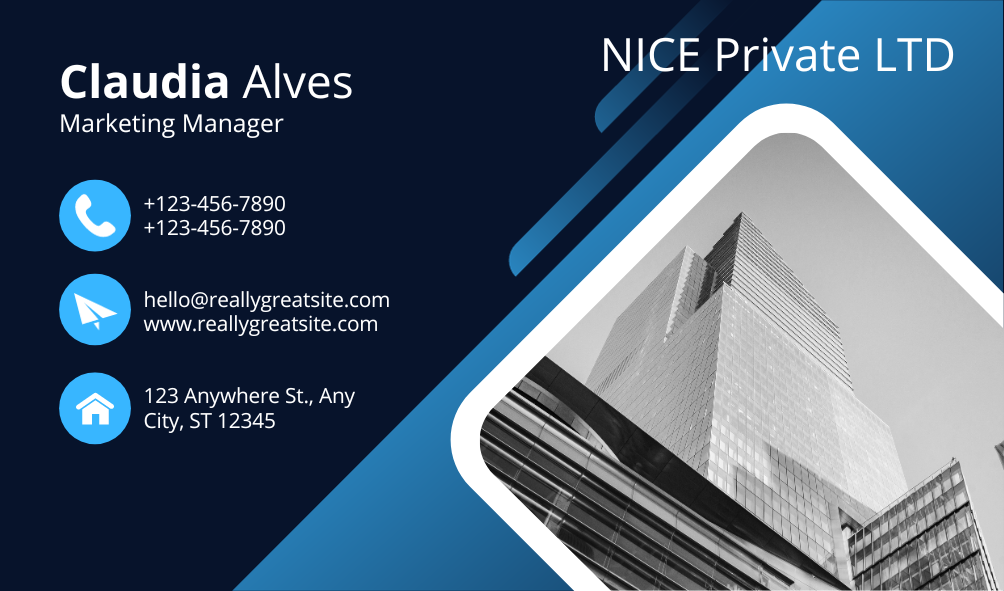 NICE Private LTD
Claudia Alves
Marketing Manager
+123-456-7890
+123-456-7890
hello@reallygreatsite.com
www.reallygreatsite.com
123 Anywhere St., Any
City, ST 12345